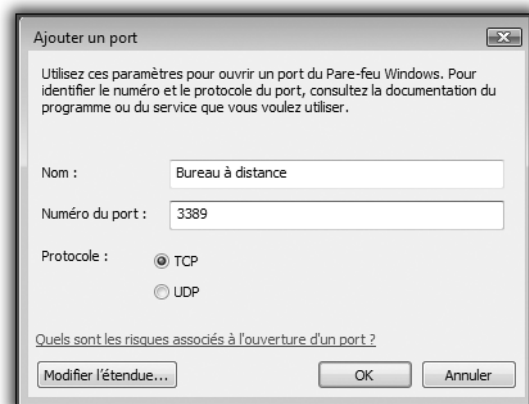 Ajouter un port
Utilisez ces paramètres pour ouvrir un port du Pare-feu Windows. Pour
identifier le numéro et le protocole du port, consultez la documentation du
programme ou du service que vous voulez utiliser.
Nom :
Bureau à distance
Numéro du port :
3389
Protocole :
TCP
UDP
Quels sont les risques associés à l'ouverture d'un port ?
Modifier l'étendue...
OK
Annuler